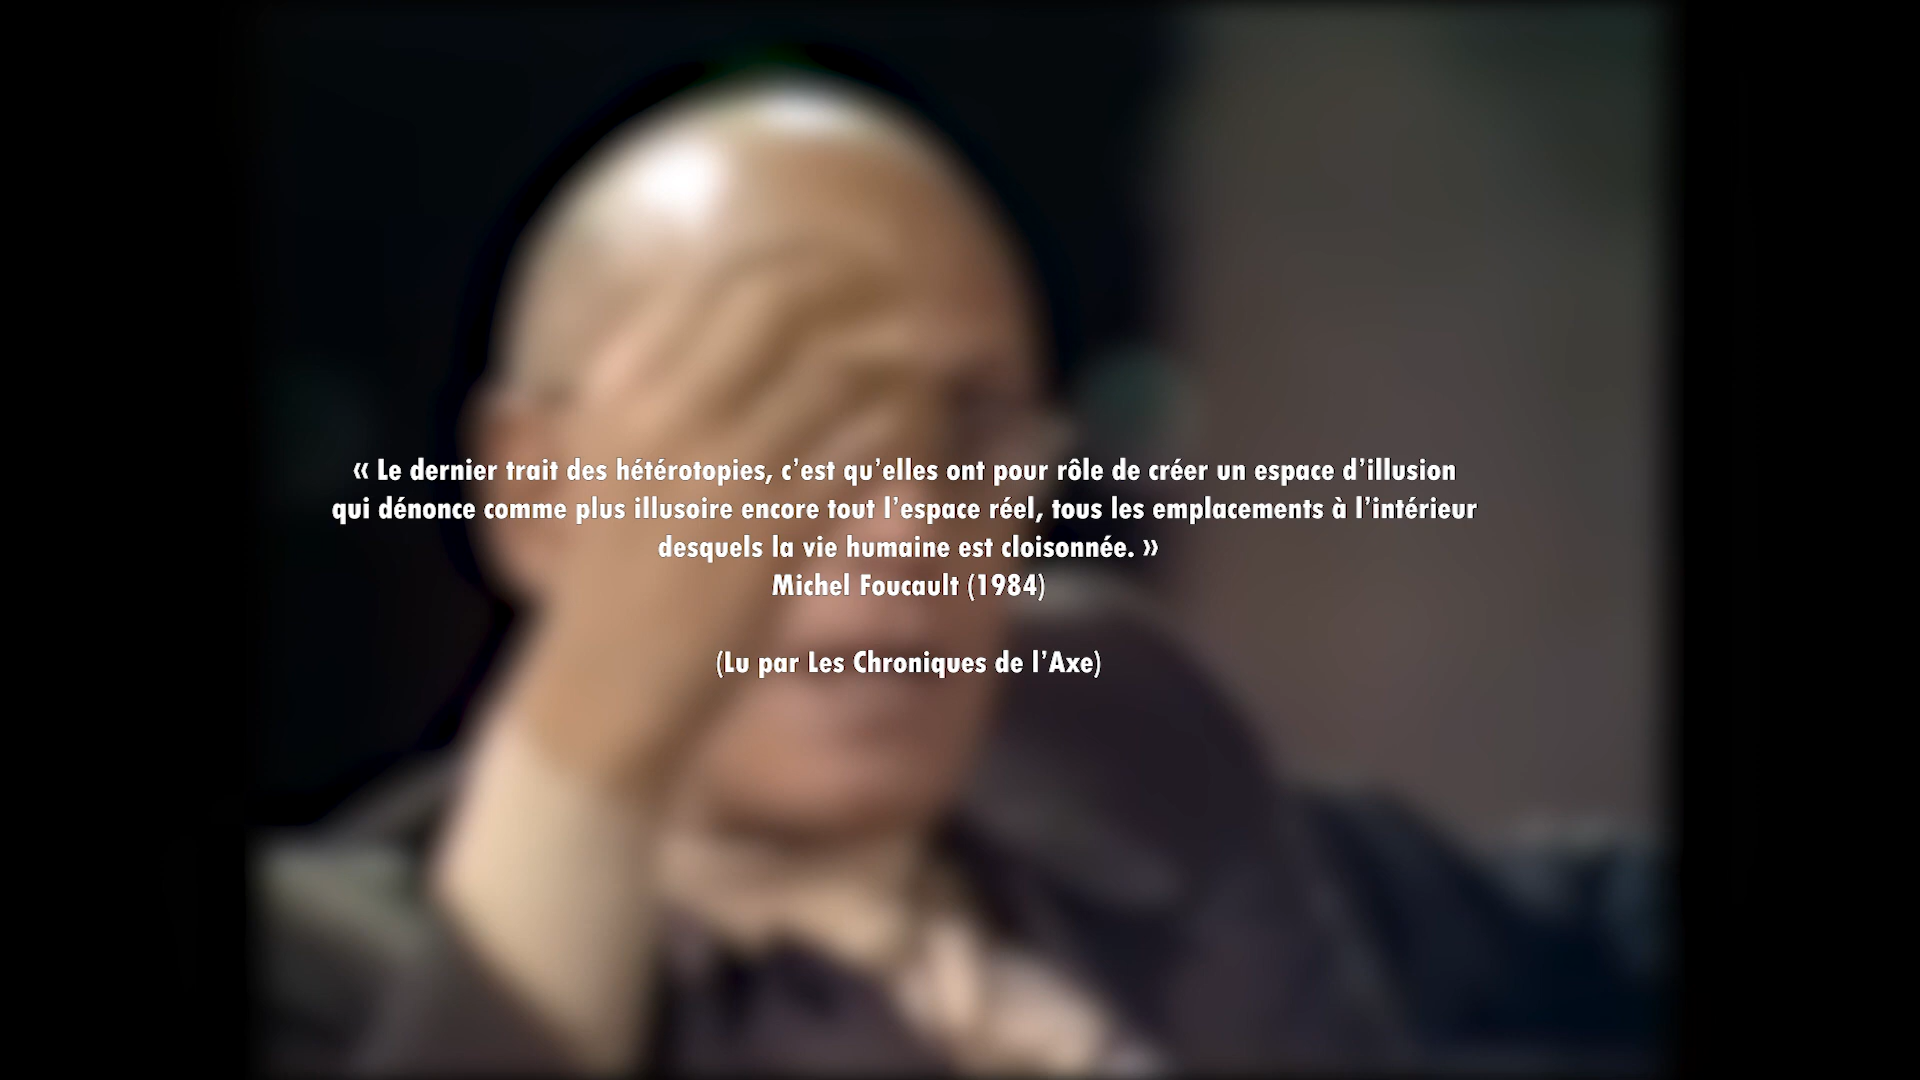 « Le dernier trait des hétérotopies, c’est qu’elles ont pour rôle de créer un espace d’illusion
qui dénonce comme plus illusoire encore tout l’espace réel, tous les emplacements à l’intérieur
desquels la vie humaine est cloisonnée. »
Michel Foucault (1984)
(Lu par Les Chroniques de l’Axe)